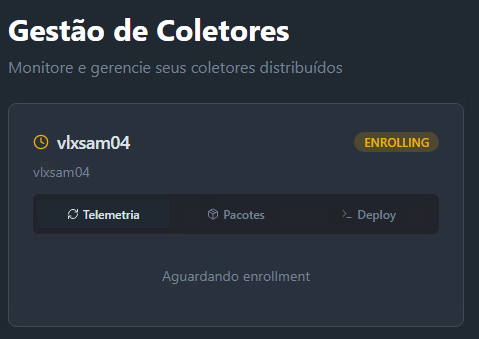 Gestão de Coletores
Monitore e gerencie seus coletores distribuídos
vlxsam04 ENROLLING
vlxsam04
Telemetria Pacotes Deploy
Aguardando enrollment